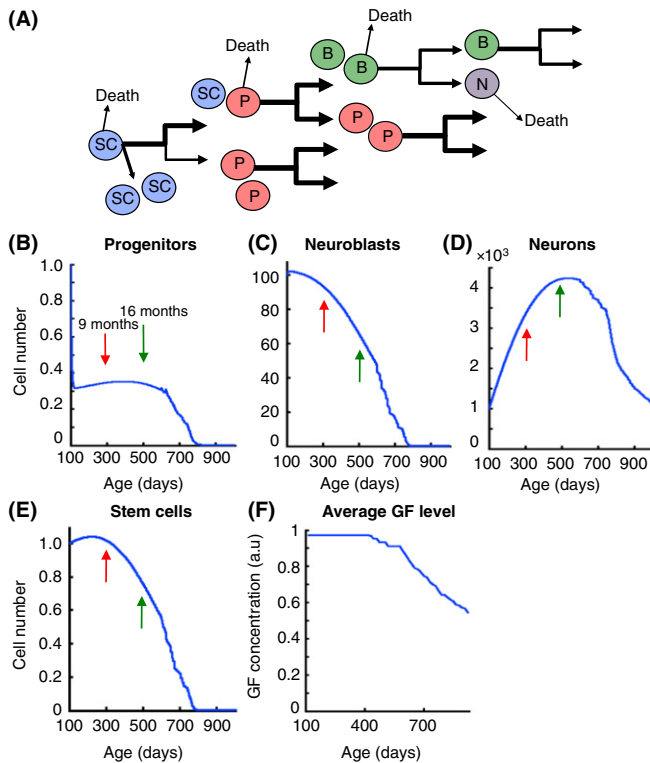 (A)
Death
B
B
Death
SC
P
B
N
Death
Death
SC
SC
SC
P
P
P
P
(B) Progenitors
Cell number
1.0
0.8
0.6
0.4
0.2
0
9 months
16 months
100 300 500 700 900
Age (days)
(C) Neuroblasts
100
80
60
40
20
0
100 300 500 700 900
Age (days)
(D) Neurons
×10³
4
3
2
1
0
100 300 500 700 900
Age (days)
(E) Stem cells
Cell number
1.0
0.8
0.6
0.4
0.2
0
100 300 500 700 900
Age (days)
(F) Average GF level
GF concentration (a.u)
1
0.8
0.6
0.4
0.2
0
100 400 700
Age (days)